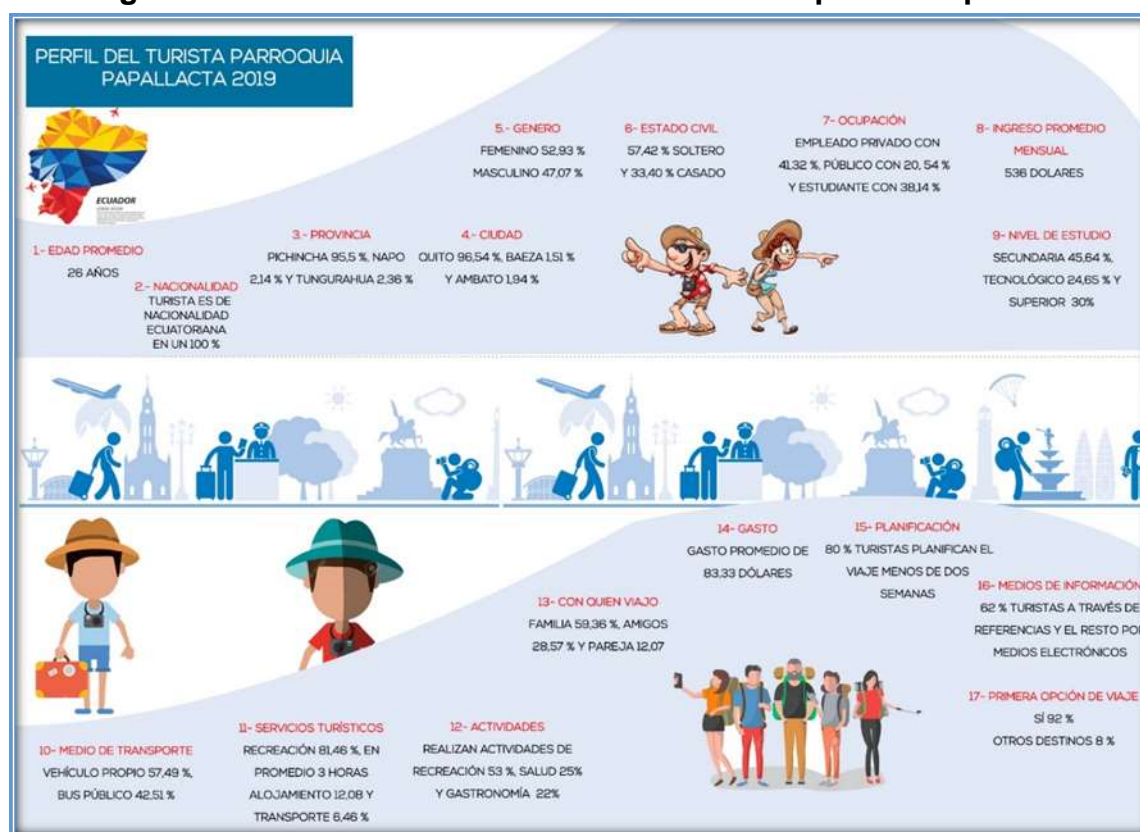 PERFIL DEL TURISTA PARROQUIA
PAPALLACTA 2019
ECUADOR
1.- EDAD PROMEDIO
26 AÑOS
2.- NACIONALIDAD
TURISTA ES DE
NACIONALIDAD
ECUATORIANA
EN UN 100 %
3.- PROVINCIA
PICHINCHA 95,5 %, NAPO
2,14 % Y TUNGURAHUA 2,36 %
4.- CIUDAD
QUITO 96,54 %, BAEZA 1,51 %
Y AMBATO 1,94 %
5.- GENERO
FEMENINO 52,93 %
MASCULINO 47,07 %
6- ESTADO CIVIL
57,42 % SOLTERO
Y 33,40 % CASADO
7- OCUPACIÓN
EMPLEADO PRIVADO CON
41,32 %, PÚBLICO CON 20, 54 %
Y ESTUDIANTE CON 38,14 %
8- INGRESO PROMEDIO
MENSUAL
536 DOLARES
9- NIVEL DE ESTUDIO
SECUNDARIA 45,64 %,
TECNOLÓGICO 24,65 % Y
SUPERIOR 30%
10- MEDIO DE TRANSPORTE
VEHÍCULO PROPIO 57,49 %,
BUS PÚBLICO 42,51 %
11- SERVICIOS TURÍSTICOS
RECREACIÓN 81,46 %, EN
PROMEDIO 3 HORAS
ALOJAMIENTO 12,08 Y
TRANSPORTE 6,46 %
12- ACTIVIDADES
REALIZAN ACTIVIDADES DE
RECREACIÓN 53 %, SALUD 25%
Y GASTRONOMÍA 22%
13- CON QUIEN VIAJO
FAMILIA 59,36 %, AMIGOS
28,57 % Y PAREJA 12,07
14- GASTO
GASTO PROMEDIO DE
83,33 DÓLARES
15- PLANIFICACIÓN
80 % TURISTAS PLANIFICAN EL
VIAJE MENOS DE DOS
SEMANAS
16- MEDIOS DE INFORMACIÓN
62 % TURISTAS A TRAVÉS DE
REFERENCIAS Y EL RESTO POR
MEDIOS ELECTRÓNICOS
17- PRIMERA OPCIÓN DE VIAJE
SÍ 92 %
OTROS DESTINOS 8 %